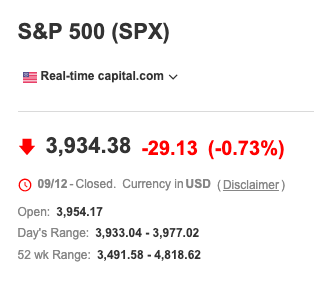 S&P 500 (SPX)
Real-time capital.com
3,934.38 -29.13 (-0.73%)
09/12 - Closed. Currency in USD ( Disclaimer )
Open: 3,954.17
Day's Range: 3,933.04 - 3,977.02
52 wk Range: 3,491.58 - 4,818.62